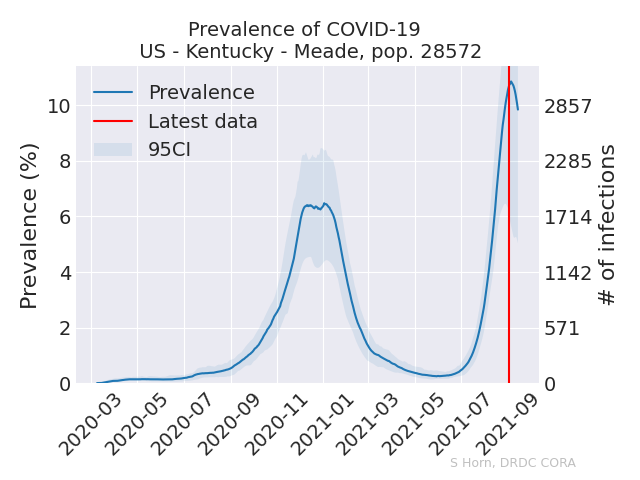 Prevalence of COVID-19
US - Kentucky - Meade, pop. 28572
Prevalence
Latest data
95CI
Prevalence (%)
10
8
6
4
2
0
2857
2285
1714
1142
571
0
# of infections
2020-03
2020-05
2020-07
2020-09
2020-11
2021-01
2021-03
2021-05
2021-07
2021-09
S Horn, DRDC CORA